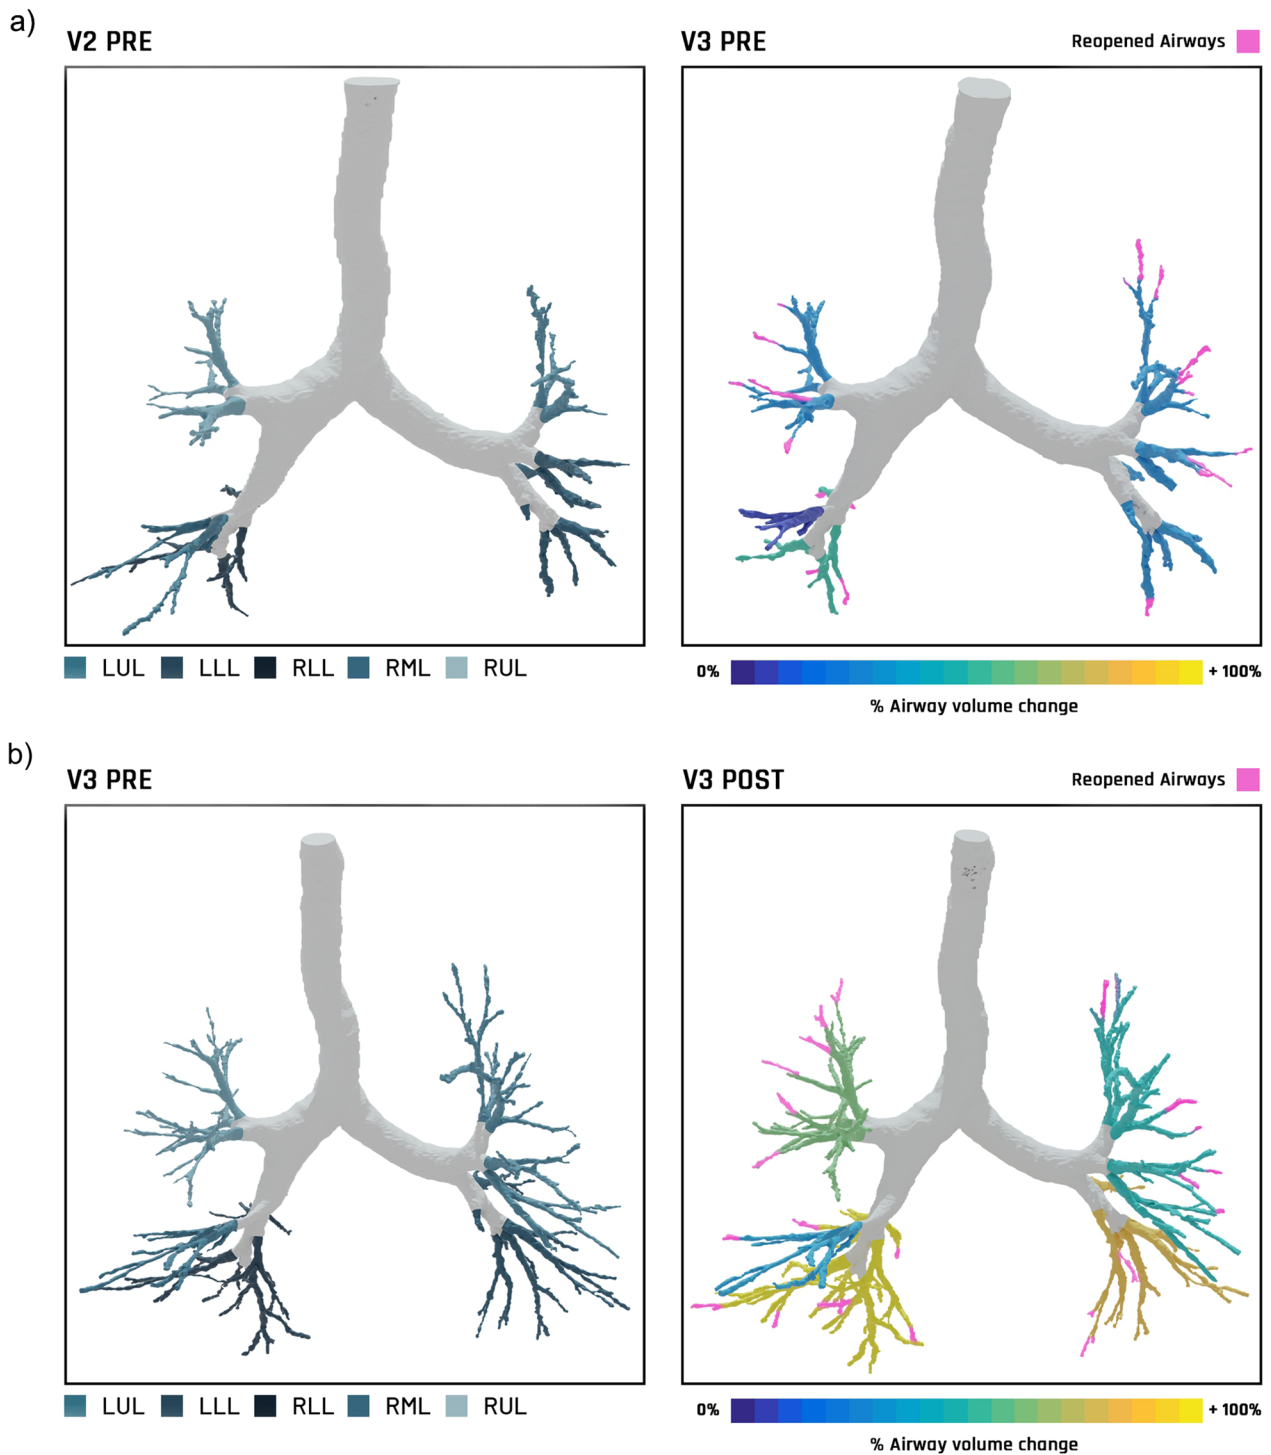 a)
V2 PRE
V3 PRE
Reopened Airways
LUL LLL RLL RML RUL
0% + 100%
% Airway volume change
b)
V3 PRE
V3 POST
Reopened Airways
LUL LLL RLL RML RUL
0% + 100%
% Airway volume change